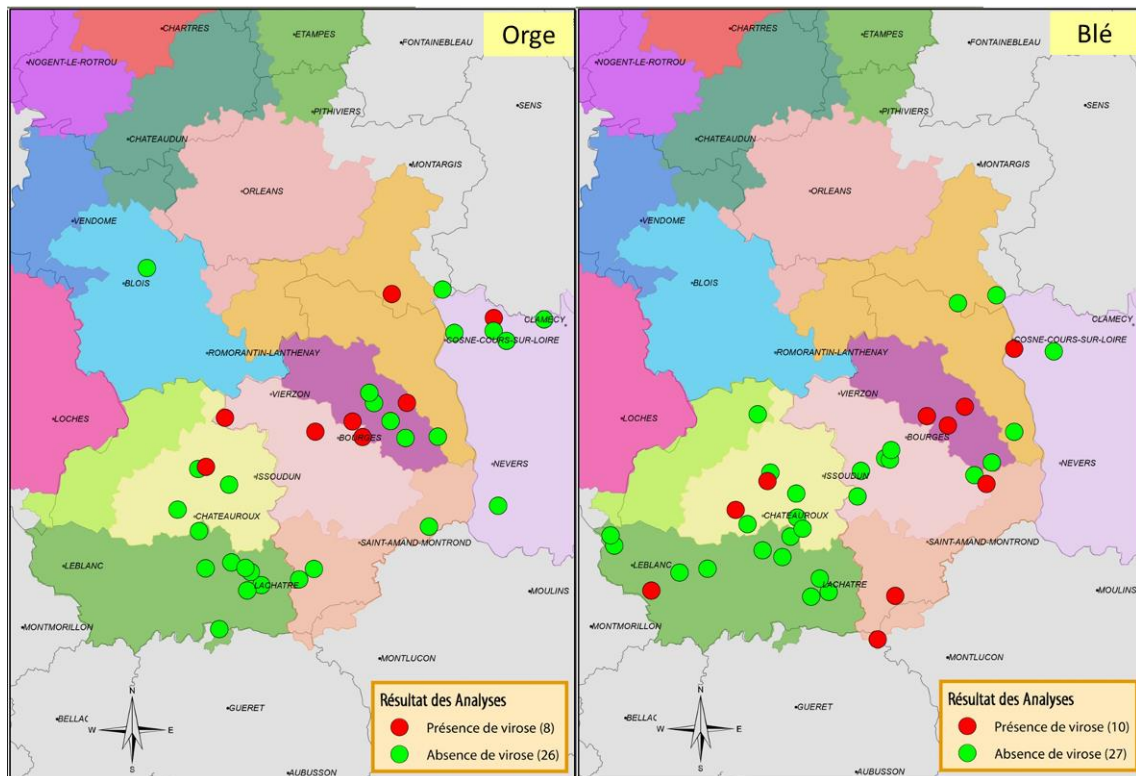 Orge
CHARTRES
ETAMPES
FONTAINEBLEAU
NOGENT-LE-ROTROU
SENS
PITHIVIERS
CHATEAUDUN
MONTARGIS
ORLEANS
VENDOME
BLOIS
CLAMECY
COSNE-COURS-SUR-LOIRE
ROMORANTIN-LANTHENAY
VIERZON
LOCHES
BOURGES
NEVERS
ISSOUDUN
CHATEAUROUX
SAINT-AMAND-MONTROND
LEBLANC
LACHATRE
MOULINS
MONTMORILLON
MONTLUCON
GUERET
BELLAC
AUBUSSON
N
W E
S
Résultat des Analyses
Présence de virose (8)
Absence de virose (26)
Blé
CHARTRES
ETAMPES
FONTAINEBLEAU
NOGENT-LE-ROTROU
SENS
PITHIVIERS
CHATEAUDUN
MONTARGIS
ORLEANS
VENDOME
BLOIS
CLAMECY
COSNE-COURS-SUR-LOIRE
ROMORANTIN-LANTHENAY
VIERZON
LOCHES
BOURGES
NEVERS
ISSOUDUN
CHATEAUROUX
SAINT-AMAND-MONTROND
LEBLANC
LACHATRE
MOULINS
MONTMORILLON
MONTLUCON
GUERET
BELLAC
AUBUSSON
N
W E
S
Résultat des Analyses
Présence de virose (10)
Absence de virose (27)